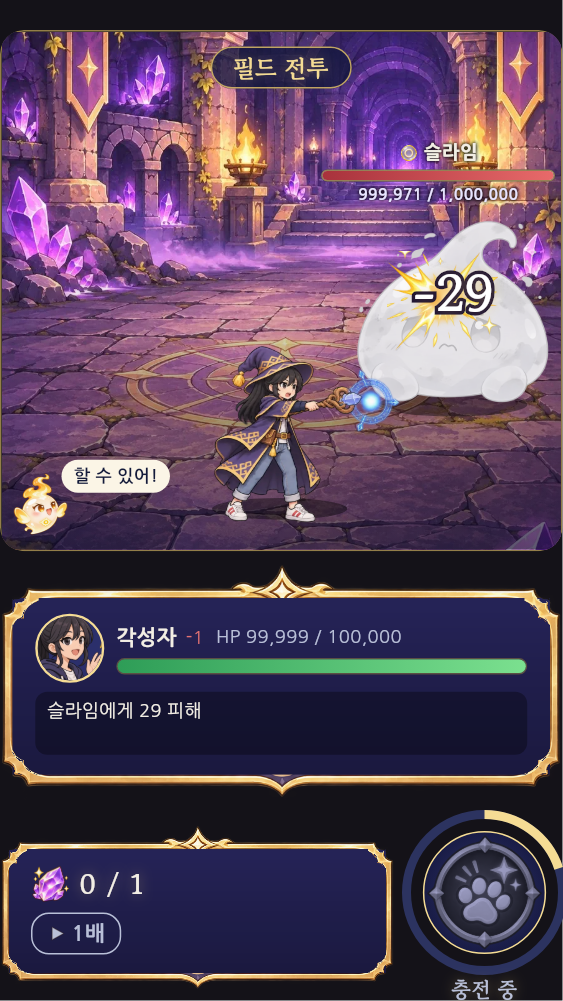 필드 전투
슬라임
999,971 / 1,000,000
-29
할 수 있어!
각성자 -1 HP 99,999 / 100,000
슬라임에게 29 피해
0 / 1
▶ 1배
충전 중